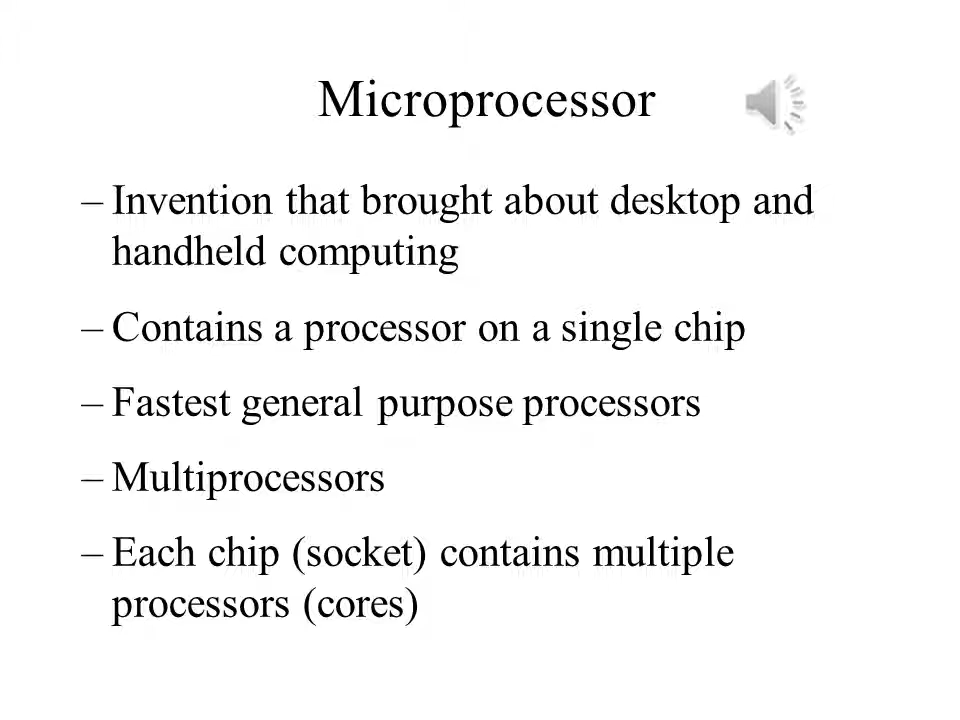 Microprocessor
– Invention that brought about desktop and
handheld computing
– Contains a processor on a single chip
– Fastest general purpose processors
– Multiprocessors
– Each chip (socket) contains multiple
processors (cores)